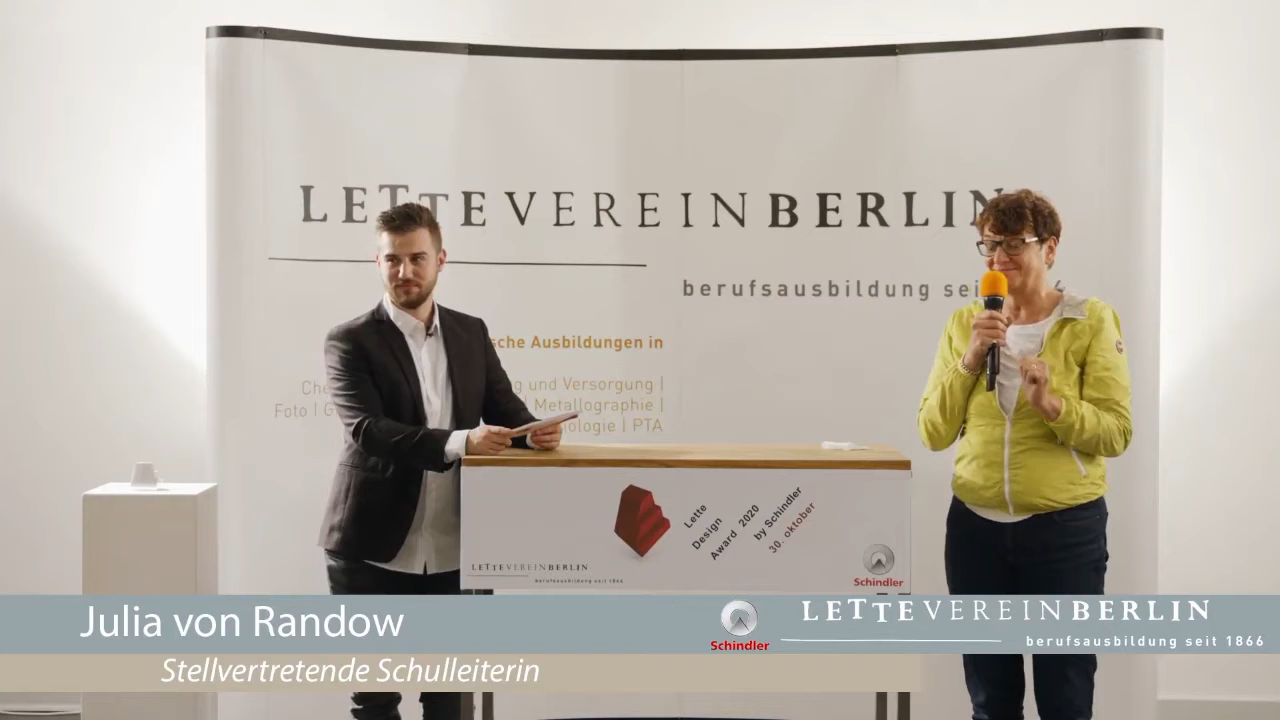 LETTEVEREINBERLIN
berufsausbildung sei
sche Ausbildungen in
g und Versorgung |
Foto | G | Metallographie |
ologie | PTA
Lette
Design
Award 2020
by Schindler
30. oktober
LETTEVEREINBERLIN
berufsausbildung seit 1866
Schindler
Julia von Randow
Stellvertretende Schulleiterin
Schindler
LETTEVEREINBERLIN
berufsausbildung seit 1866